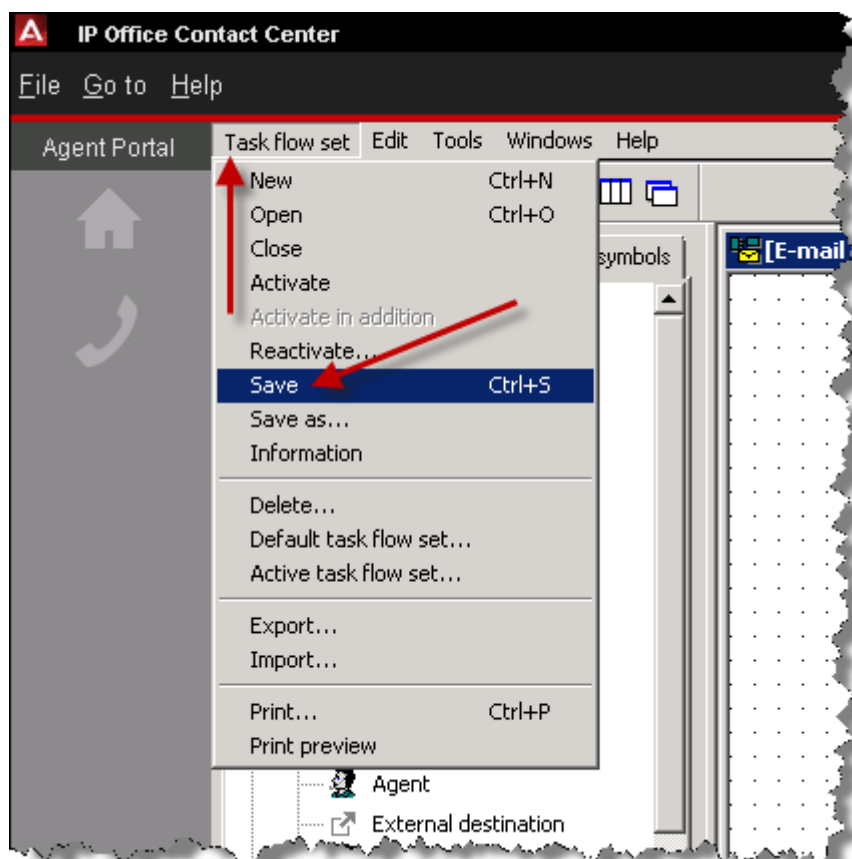 IP Office Contact Center
File Go to Help
Agent Portal
Task flow set Edit Tools Windows Help
New Ctrl+N
Open Ctrl+O
Close
symbols
[E-mail
Activate
Activate in addition
Reactivate...
Save Ctrl+S
Save as...
Information
Delete...
Default task flow set...
Active task flow set...
Export...
Import...
Print... Ctrl+P
Print preview
Agent
External destination